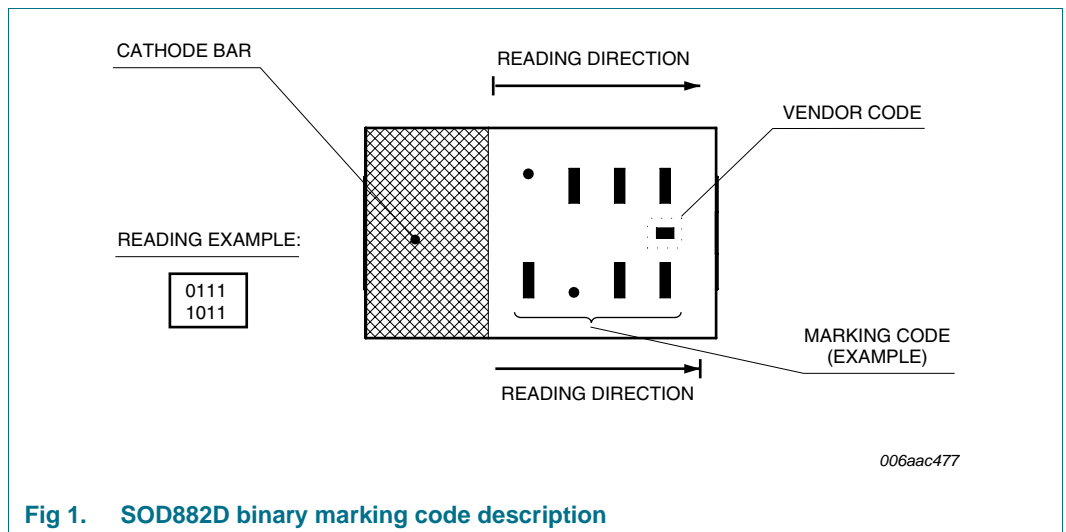 CATHODE BAR
READING DIRECTION
VENDOR CODE
READING EXAMPLE:
0111
1011
MARKING CODE
(EXAMPLE)
READING DIRECTION
006aac477
Fig 1. SOD882D binary marking code description